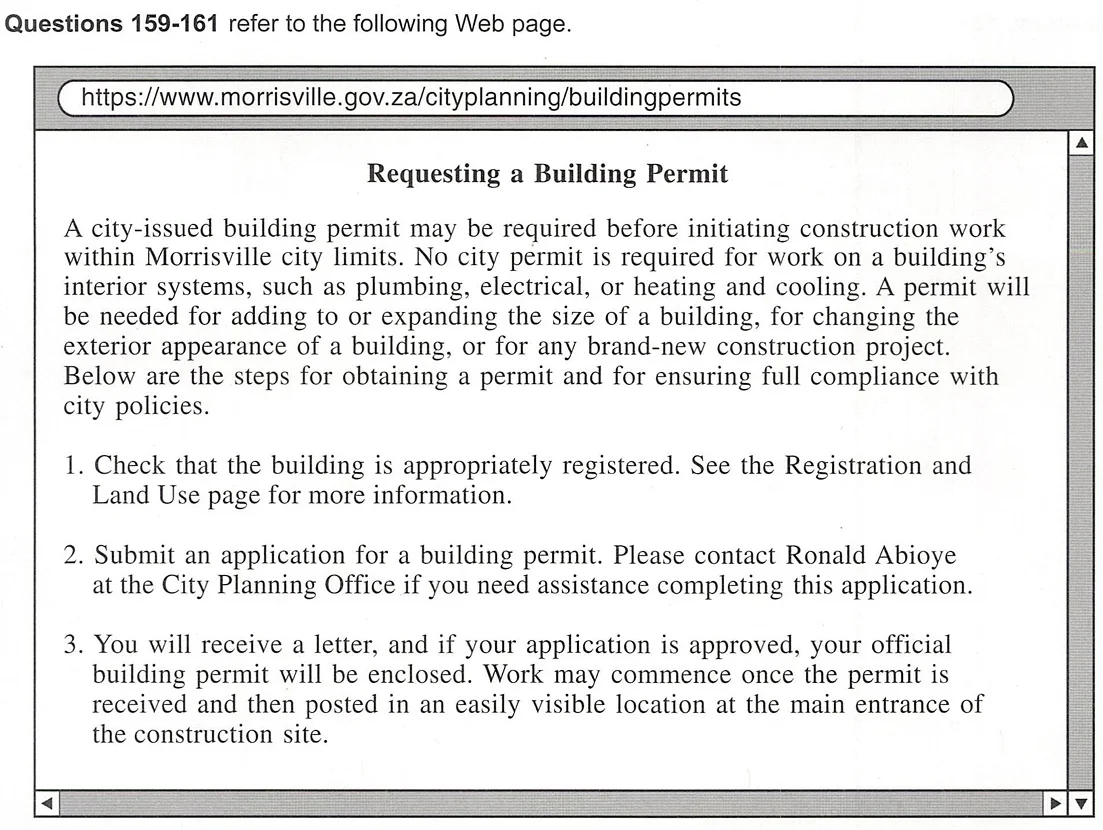 Questions 159-161 refer to the following Web page.
https://www.morrisville.gov.za/cityplanning/buildingpermits
Requesting a Building Permit
A city-issued building permit may be required before initiating construction work
within Morrisville city limits. No city permit is required for work on a building's
interior systems, such as plumbing, electrical, or heating and cooling. A permit will
be needed for adding to or expanding the size of a building, for changing the
exterior appearance of a building, or for any brand-new construction project.
Below are the steps for obtaining a permit and for ensuring full compliance with
city policies.
1. Check that the building is appropriately registered. See the Registration and
Land Use page for more information.
2. Submit an application for a building permit. Please contact Ronald Abioye
at the City Planning Office if you need assistance completing this application.
3. You will receive a letter, and if your application is approved, your official
building permit will be enclosed. Work may commence once the permit is
received and then posted in an easily visible location at the main entrance of
the construction site.